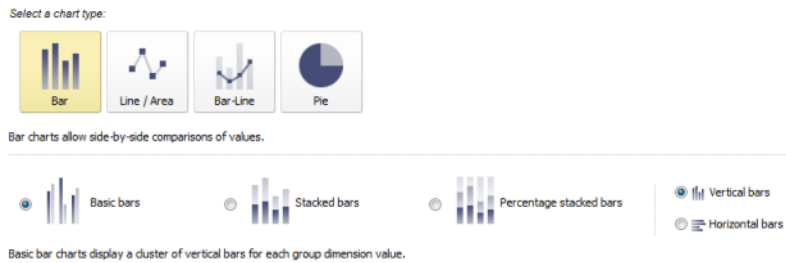 Select a chart type:
Bar
Line / Area
Bar-Line
Pie
Bar charts allow side-by-side comparisons of values.
Basic bars
Stacked bars
Percentage stacked bars
Vertical bars
Horizontal bars
Basic bar charts display a cluster of vertical bars for each group dimension value.